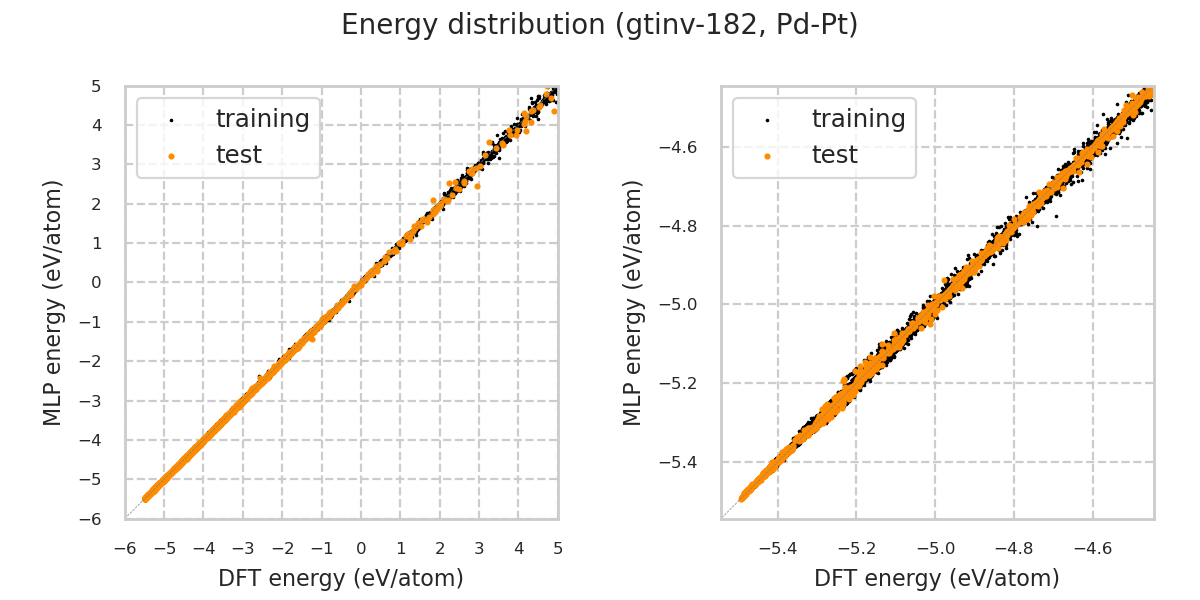 Energy distribution (gtinv-182, Pd-Pt)
MLP energy (eV/atom)
5
4
3
2
1
0
−1
−2
−3
−4
−5
−6
training
test
−6 −5 −4 −3 −2 −1 0 1 2 3 4 5
DFT energy (eV/atom)
MLP energy (eV/atom)
−4.6
−4.8
−5.0
−5.2
−5.4
training
test
−5.4 −5.2 −5.0 −4.8 −4.6
DFT energy (eV/atom)